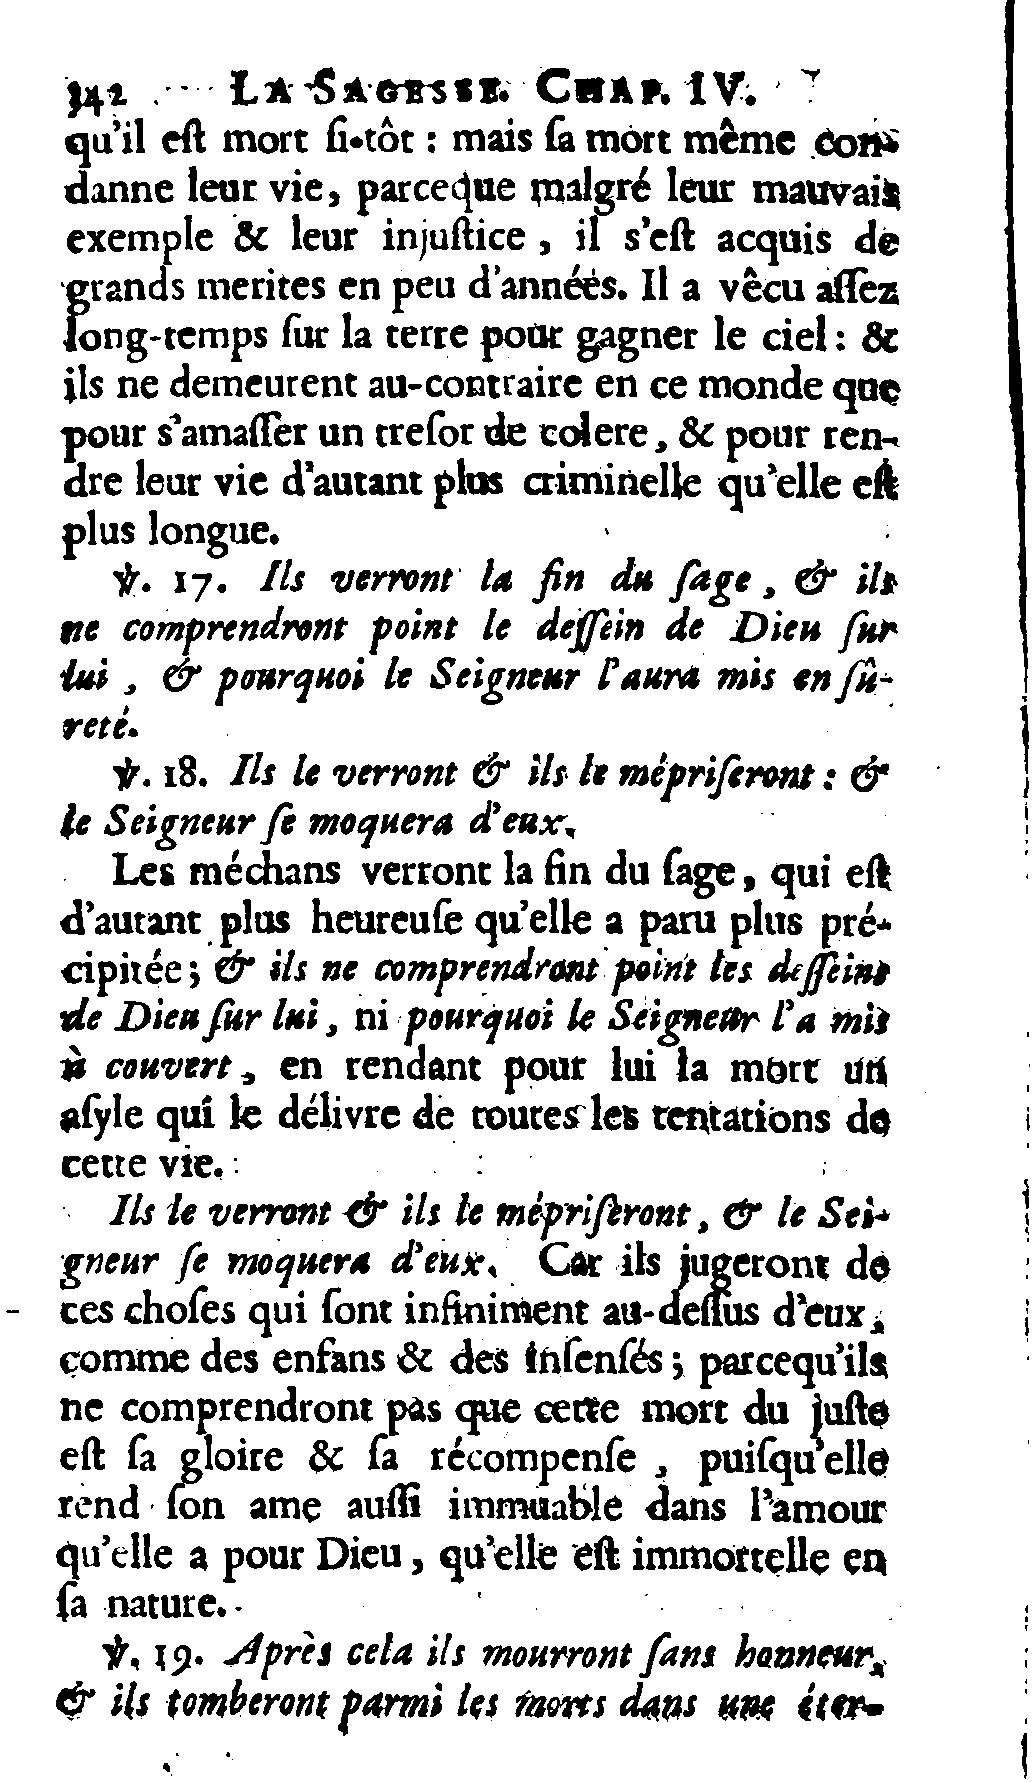 342 LA SAGESSE. CHAP. IV.
qu'il eſt mort ſi-tôt : mais ſa mort même con-
danne leur vie, parceque malgré leur mauvais
exemple & leur injuſtice , il s'eſt acquis de
grands merites en peu d'années. Il a vêcu aſſez
long-temps ſur la terre pour gagner le ciel : &
ils ne demeurent au-contraire en ce monde que
pour s'amaſſer un treſor de colere, & pour ren-
dre leur vie d'autant plus criminelle qu'elle eſt
plus longue.
℣. 17. Ils verront la fin du ſage , & ils
ne comprendront point le deſſein de Dieu ſur
lui , & pourquoi le Seigneur l'aura mis en ſû-
reté.
℣. 18. Ils le verront & ils le mépriſeront : &
le Seigneur ſe moquera d'eux.
Les méchans verront la fin du ſage, qui eſt
d'autant plus heureuſe qu'elle a paru plus pré-
cipitée; & ils ne comprendront point les deſſeins
de Dieu ſur lui, ni pourquoi le Seigneur l'a mis
à couvert, en rendant pour lui la mort un
aſyle qui le délivre de toutes les tentations de
cette vie.
Ils le verront & ils le mépriſeront, & le Sei-
gneur ſe moquera d'eux. Car ils jugeront de
ces choſes qui ſont infiniment au-deſſus d'eux,
comme des enfans & des inſenſés; parcequ'ils
ne comprendront pas que cette mort du juſte
eſt ſa gloire & ſa récompenſe , puiſqu'elle
rend ſon ame auſſi immuable dans l'amour
qu'elle a pour Dieu, qu'elle eſt immortelle en
ſa nature.
℣. 19. Après cela ils mourront ſans honneur,
& ils tomberont parmi les morts dans une éter-